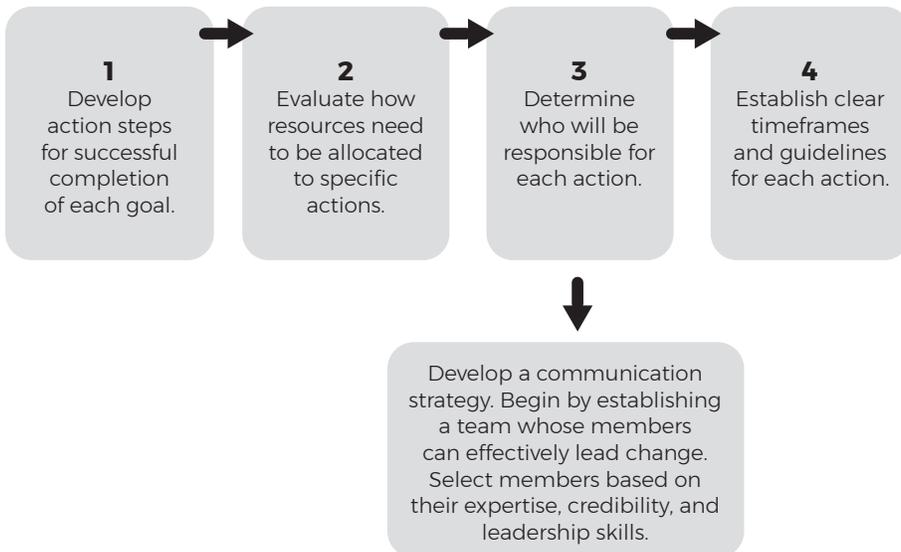 1
Develop
action steps
for successful
completion
of each goal.
2
Evaluate how
resources need
to be allocated
to specific
actions.
3
Determine
who will be
responsible for
each action.
4
Establish clear
timeframes
and guidelines
for each action.
Develop a communication
strategy. Begin by establishing
a team whose members
can effectively lead change.
Select members based on
their expertise, credibility, and
leadership skills.